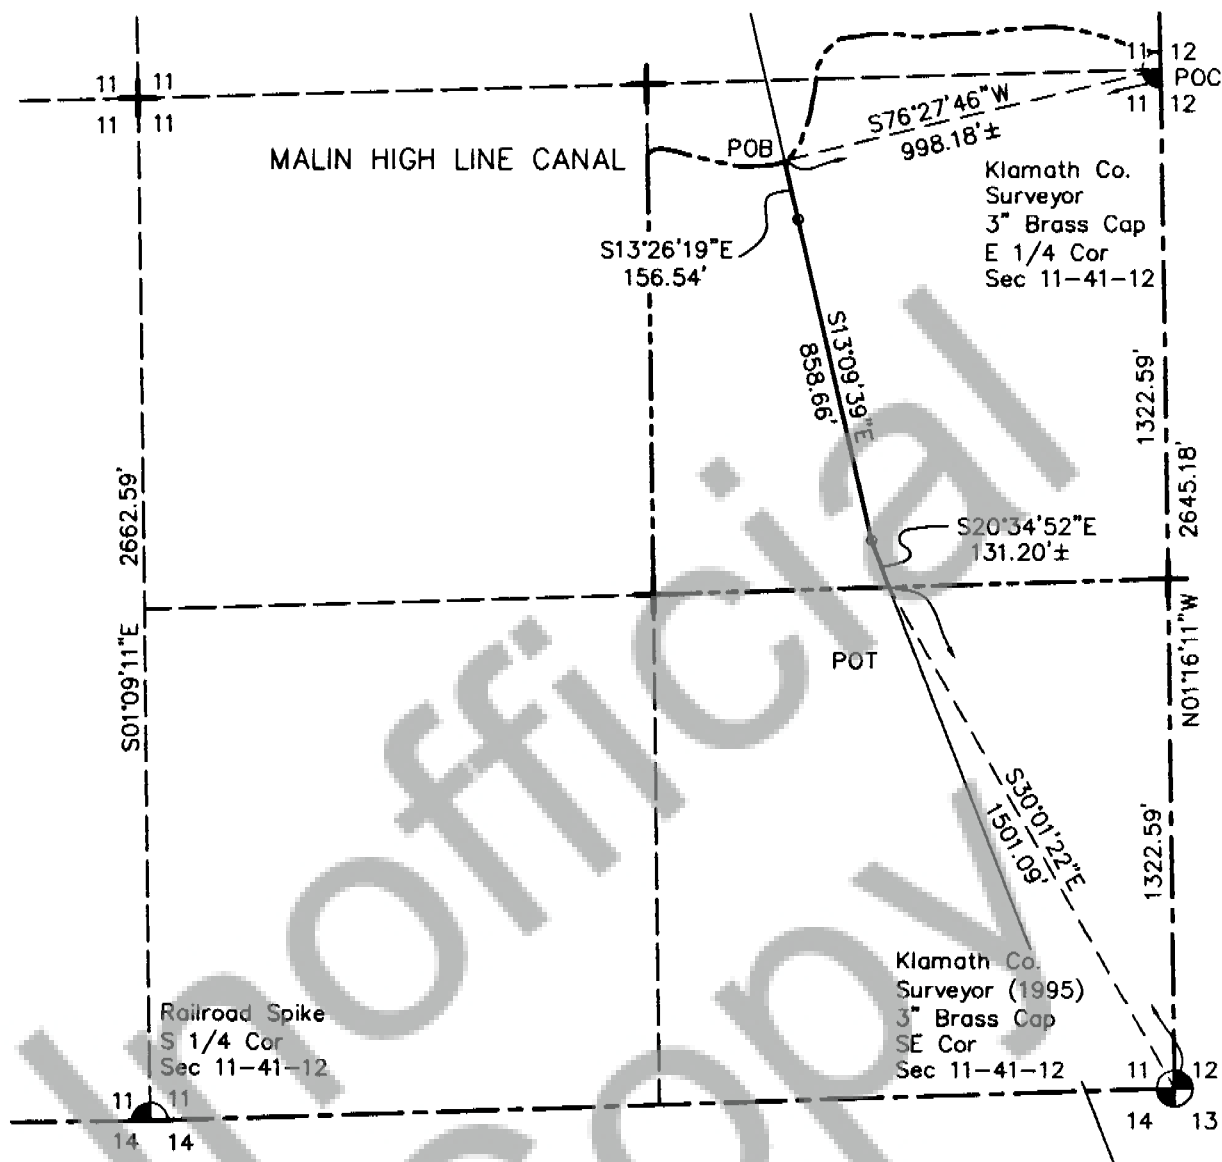 11 12
POC
11 12
11 11
11 11
S76°27'46"W
998.18'±
POB
MALIN HIGH LINE CANAL
Klamath Co.
Surveyor
3" Brass Cap
E 1/4 Cor
Sec 11-41-12
S13°26'19"E
156.54'
S13°09'39"E
858.66'
1322.59'
2645.18'
2662.59'
S20°34'52"E
131.20'±
S01°09'11"E
N01°16'11"W
POT
S30°01'22"E
1501.09'
1322.59'
Klamath Co.
Surveyor (1995)
3" Brass Cap
SE Cor
Sec 11-41-12
Railroad Spike
S 1/4 Cor
Sec 11-41-12
11 11
14 14
11 12
14 13
Unofficial
Copy